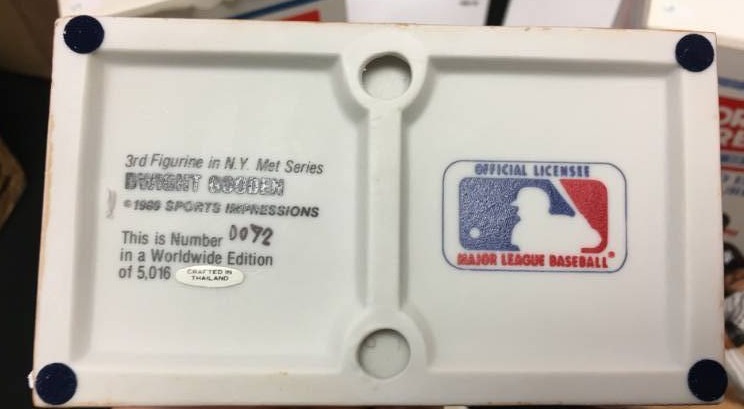 3rd Figurine in N.Y. Met Series
DWIGHT GOODEN
© 1989 SPORTS IMPRESSIONS
This is Number 0072
in a Worldwide Edition
of 5,016
CRAFTED IN
THAILAND
OFFICIAL LICENSEE
MAJOR LEAGUE BASEBALL®